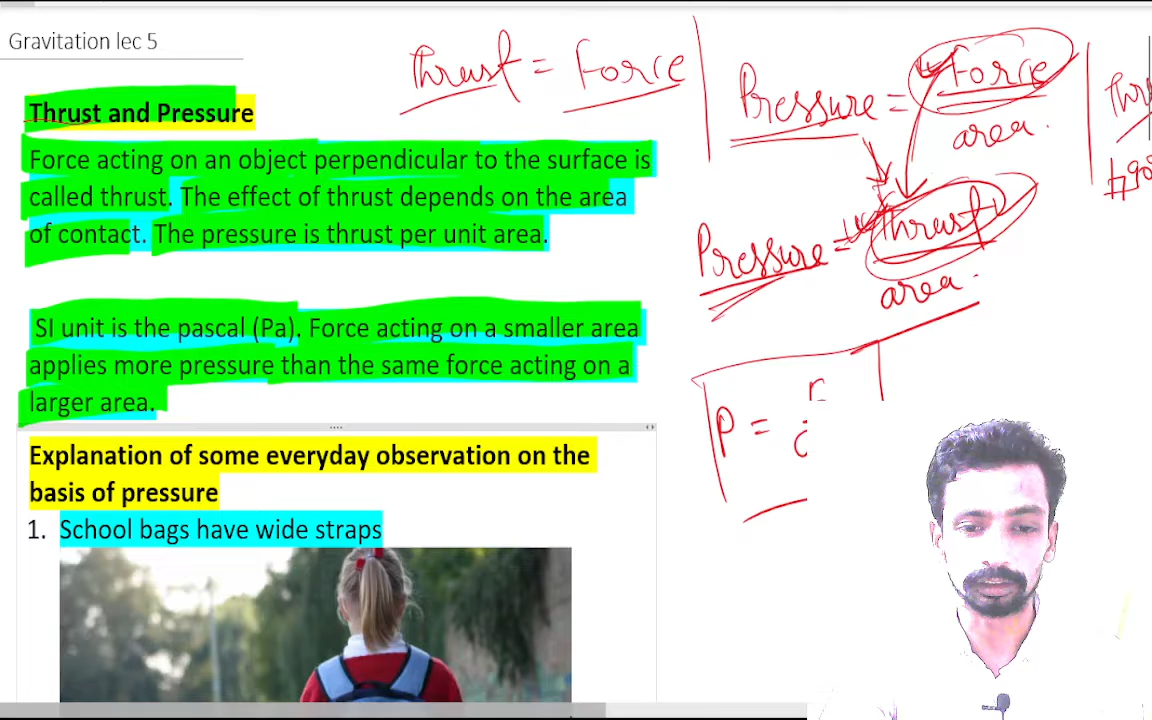 Gravitation lec 5
Thrust and Pressure
Force acting on an object perpendicular to the surface is
called thrust. The effect of thrust depends on the area
of contact. The pressure is thrust per unit area.
SI unit is the pascal (Pa). Force acting on a smaller area
applies more pressure than the same force acting on a
larger area.
Explanation of some everyday observation on the
basis of pressure
1. School bags have wide straps
Thrust = Force
Pressure = Force
area.
Pressure = Thrust
area.
P =